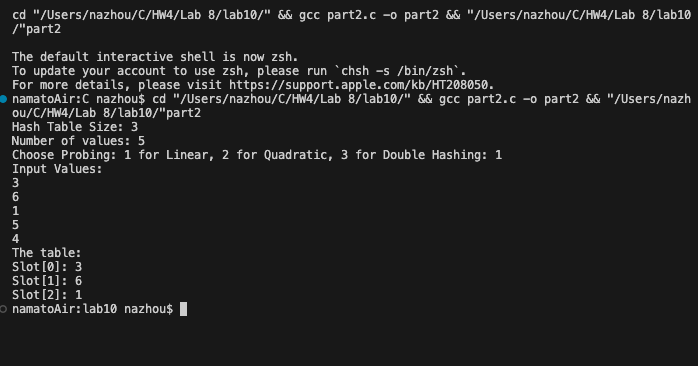 cd "/Users/nazhou/C/HW4/Lab 8/lab10/" && gcc part2.c -o part2 && "/Users/nazhou/C/HW4/Lab 8/lab10
/"part2
The default interactive shell is now zsh.
To update your account to use zsh, please run `chsh -s /bin/zsh`.
For more details, please visit https://support.apple.com/kb/HT208050.
namatoAir:C nazhou$ cd "/Users/nazhou/C/HW4/Lab 8/lab10/" && gcc part2.c -o part2 && "/Users/nazh
ou/C/HW4/Lab 8/lab10/"part2
Hash Table Size: 3
Number of values: 5
Choose Probing: 1 for Linear, 2 for Quadratic, 3 for Double Hashing: 1
Input Values:
3
6
1
5
4
The table:
Slot[0]: 3
Slot[1]: 6
Slot[2]: 1
namatoAir:lab10 nazhou$